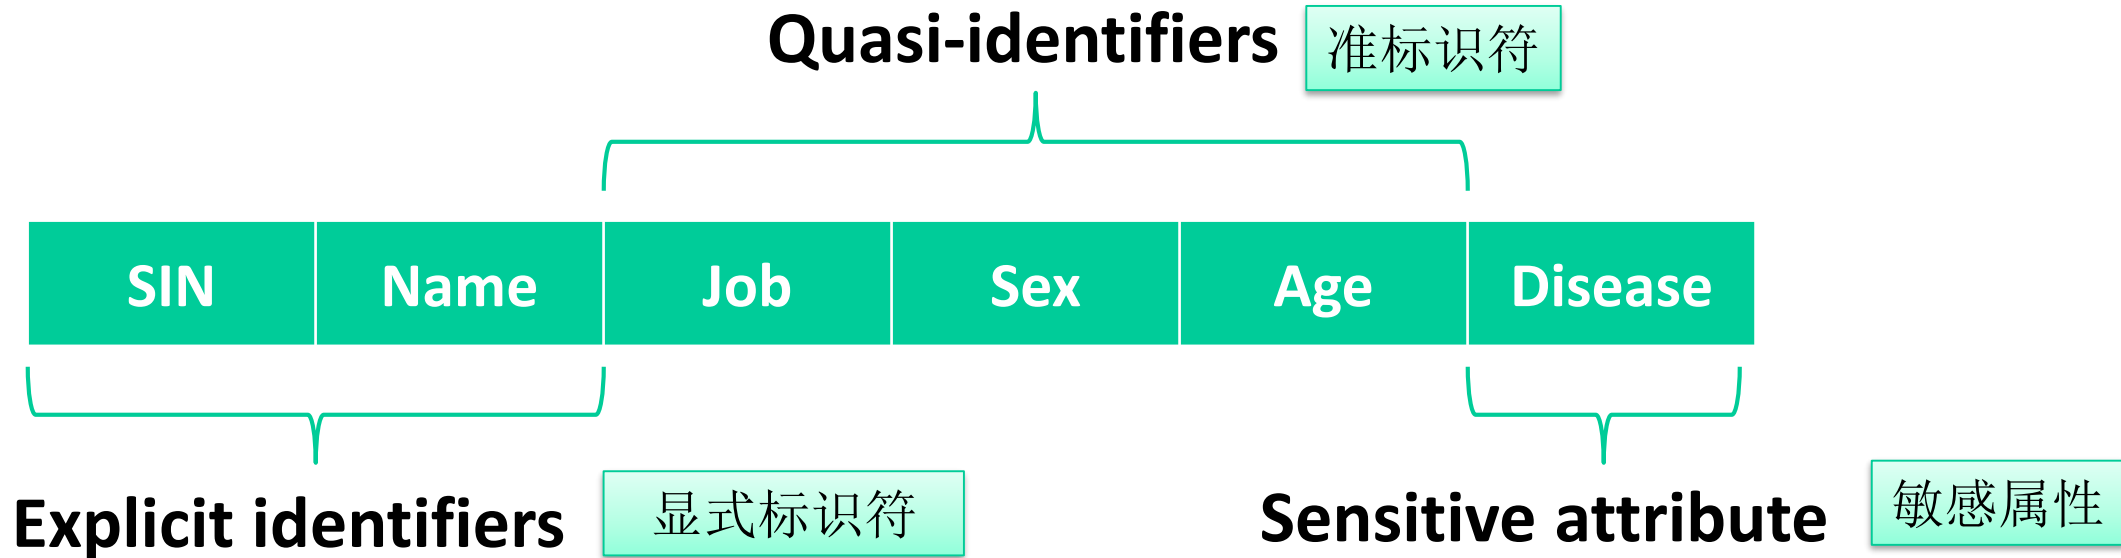 Quasi-identifiers 准标识符
SIN Name Job Sex Age Disease
Explicit identifiers 显式标识符 Sensitive attribute 敏感属性